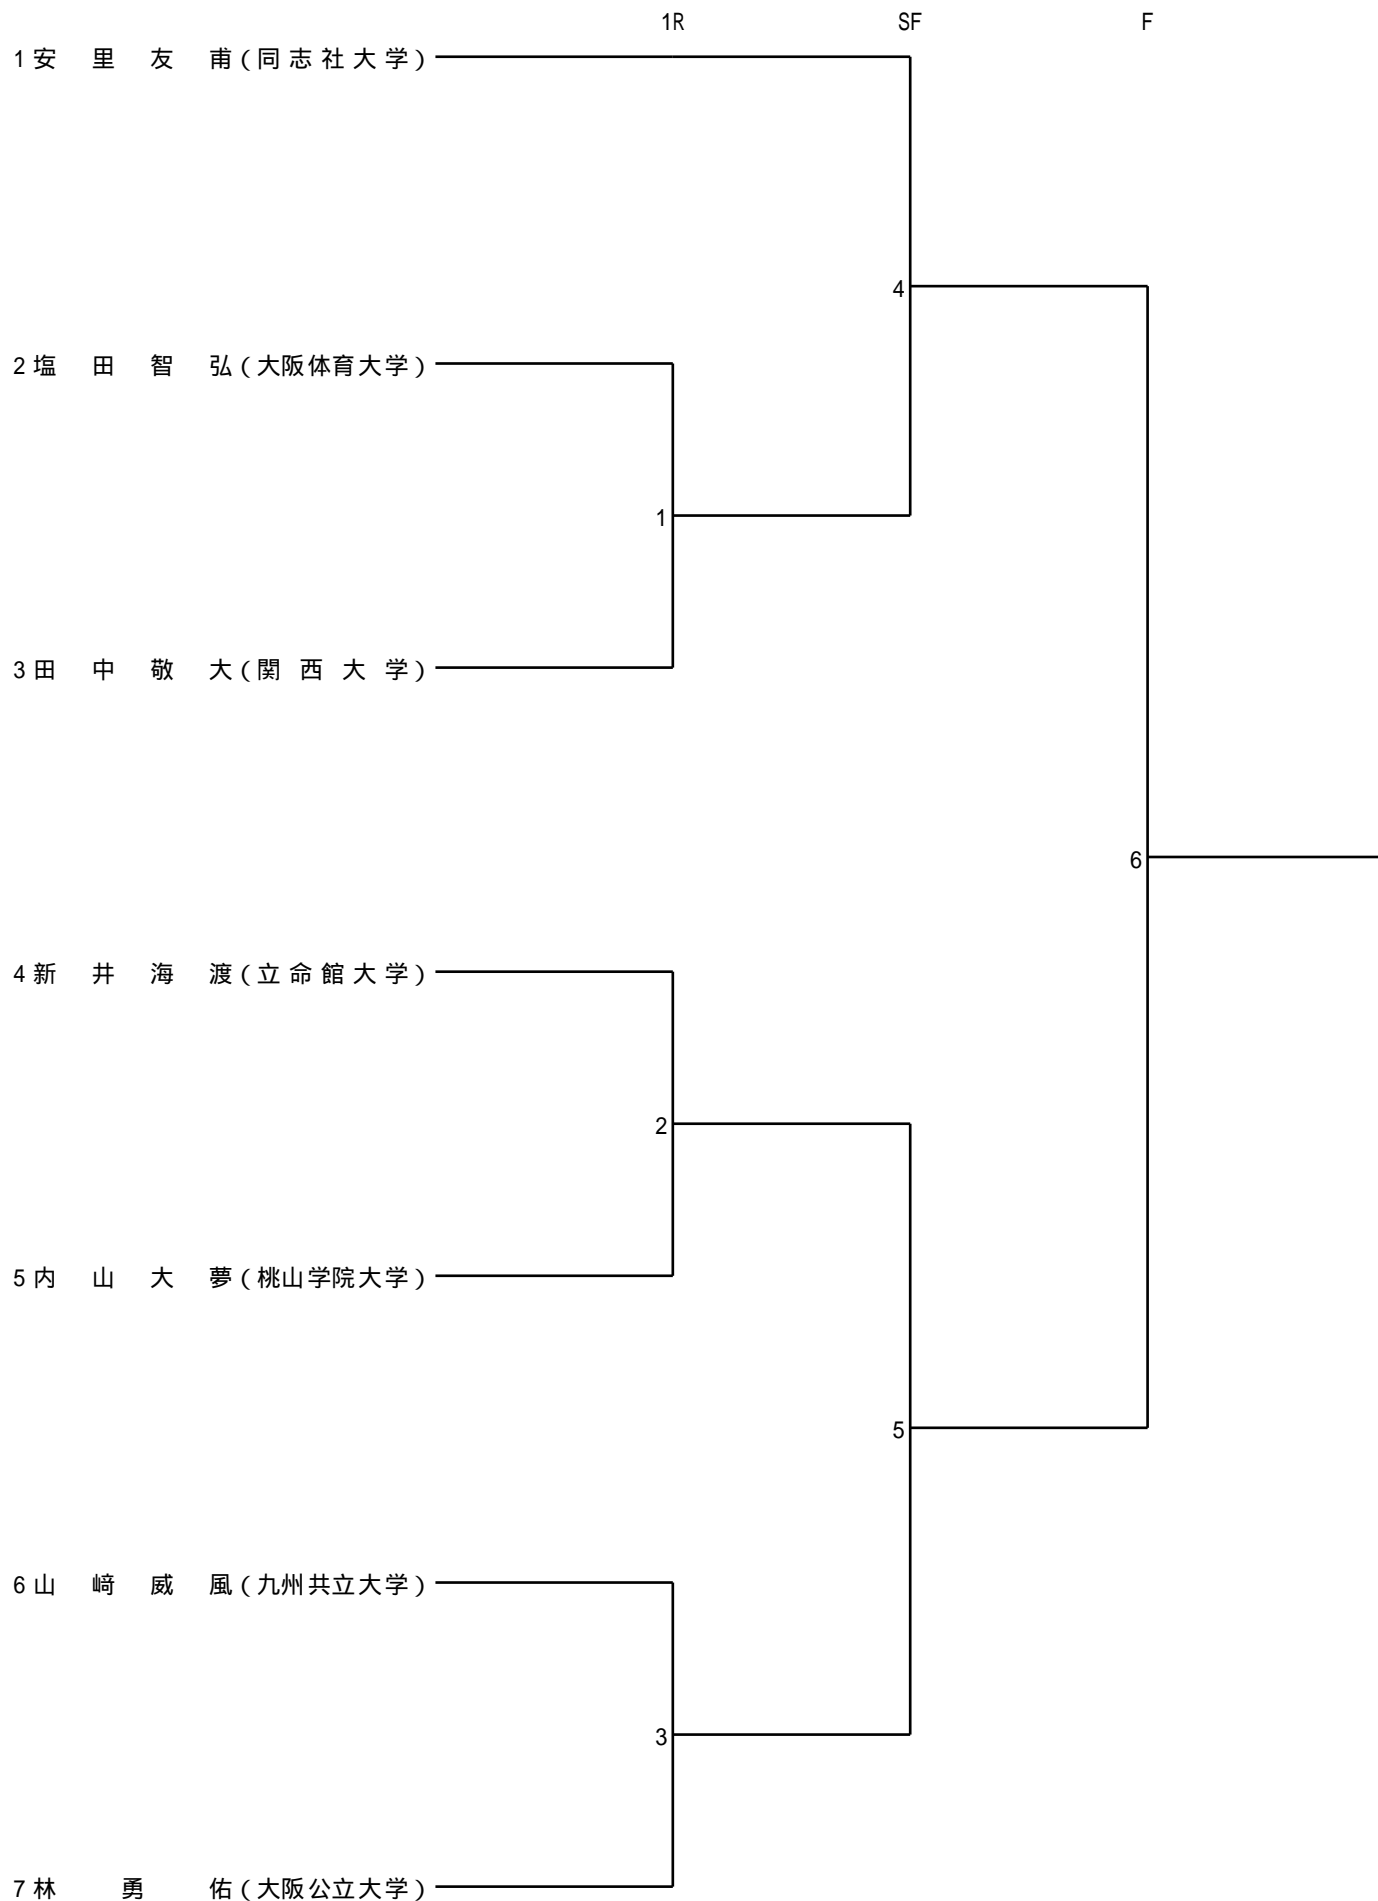 1R SF F
1 安 里 友 甫 ( 同 志 社 大 学 )
4
2 塩 田 智 弘 ( 大阪体育大学 )
1
3 田 中 敬 大 ( 関 西 大 学 )
6
4 新 井 海 渡 ( 立 命 館 大 学 )
2
5 内 山 大 夢 ( 桃山学院大学 )
5
6 山 﨑 威 風 ( 九州共立大学 )
3
7 林 勇 佑 ( 大阪公立大学 )